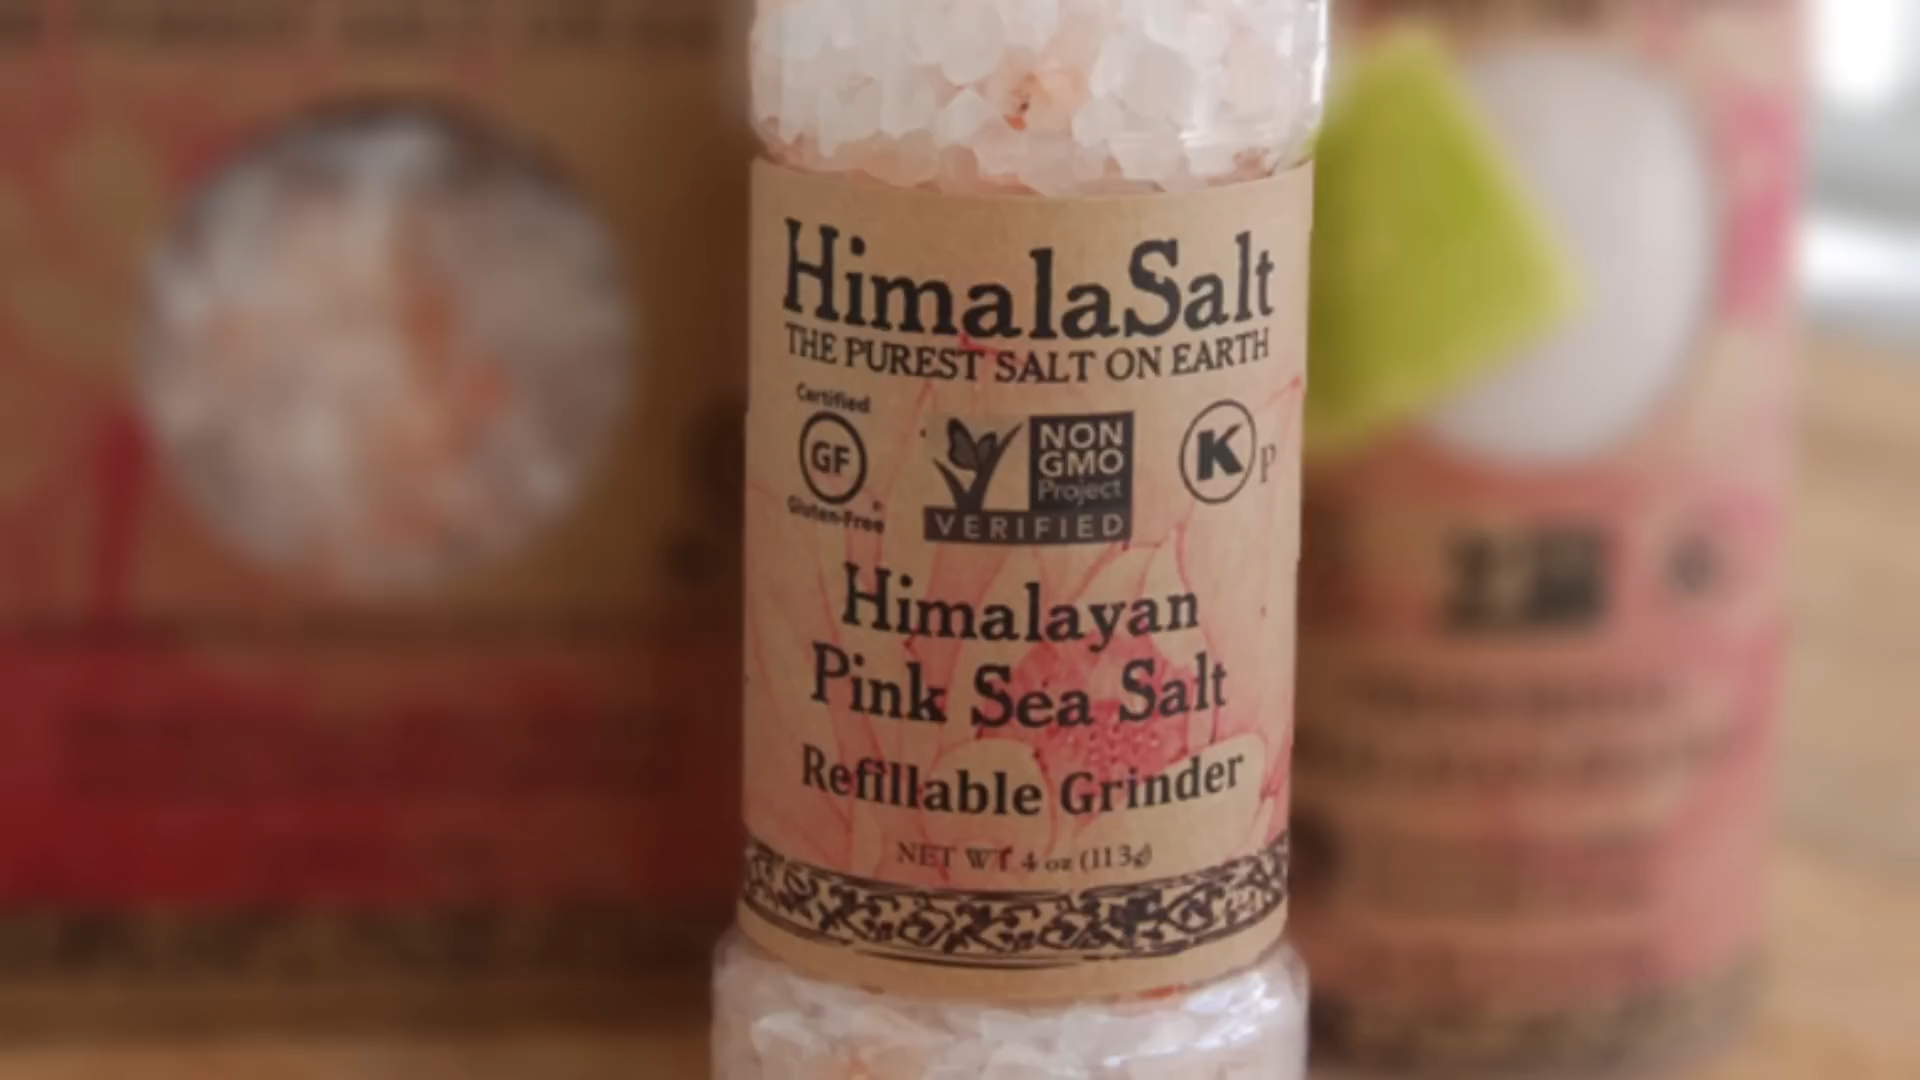 HimalaSalt
THE PUREST SALT ON EARTH
Certified
GF
Gluten-Free
NON
GMO
Project
VERIFIED
K P
Himalayan
Pink Sea Salt
Refillable Grinder
NET WT 4 oz (113g)